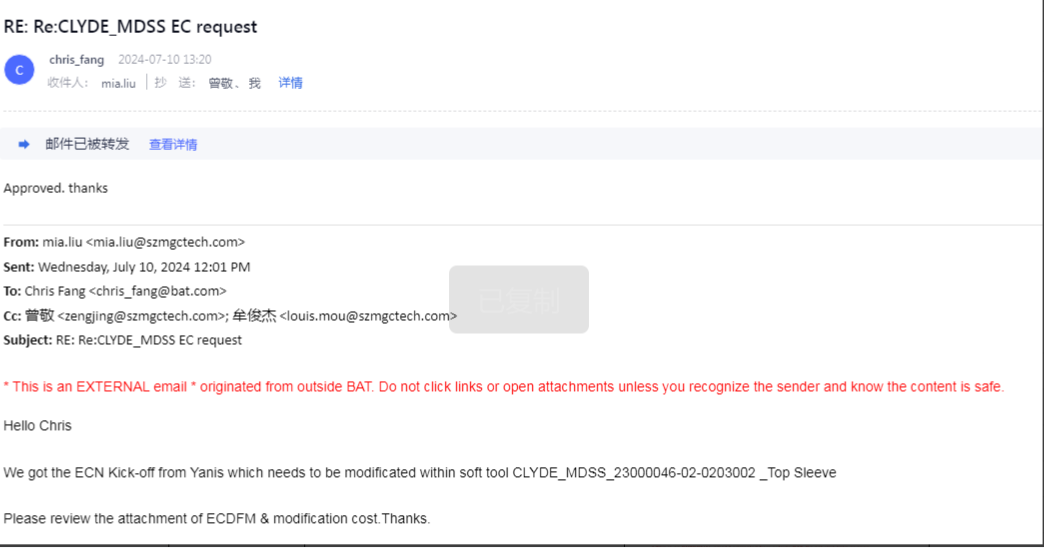 RE: Re:CLYDE_MDSS EC request
C
chris_fang 2024-07-10 13:20
收件人: mia.liu | 抄 送: 曾敬、 我 详情
邮件已被转发 查看详情
Approved. thanks
From: mia.liu <mia.liu@szmgctech.com>
Sent: Wednesday, July 10, 2024 12:01 PM
To: Chris Fang <chris_fang@bat.com>
已复制
Cc: 曾敬 <zengjing@szmgctech.com>; 牟俊杰 <louis.mou@szmgctech.com>
Subject: RE: Re:CLYDE_MDSS EC request
* This is an EXTERNAL email * originated from outside BAT. Do not click links or open attachments unless you recognize the sender and know the content is safe.
Hello Chris
We got the ECN Kick-off from Yanis which needs to be modificated within soft tool CLYDE_MDSS_23000046-02-0203002 _Top Sleeve
Please review the attachment of ECDFM & modification cost.Thanks.